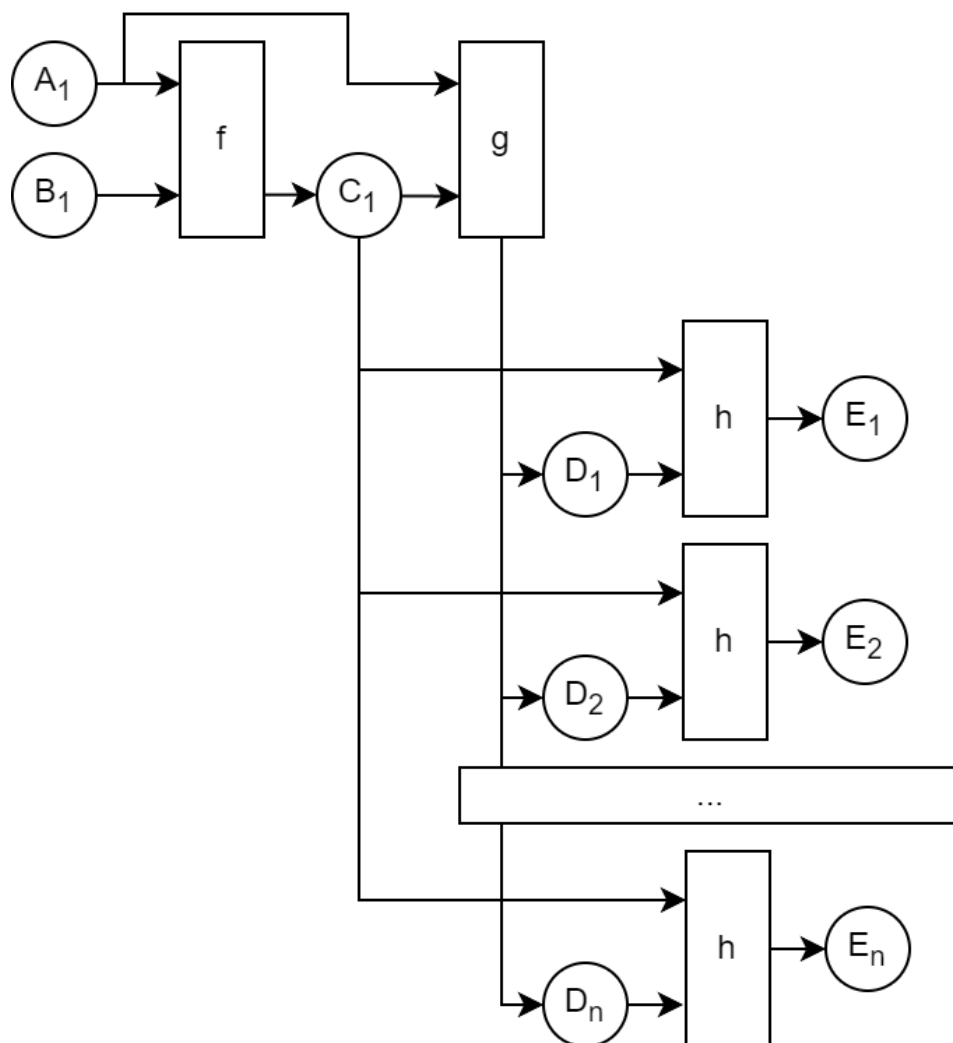 A₁
f
g
B₁
C₁
h
E₁
D₁
h
E₂
D₂
...
h
Eₙ
Dₙ